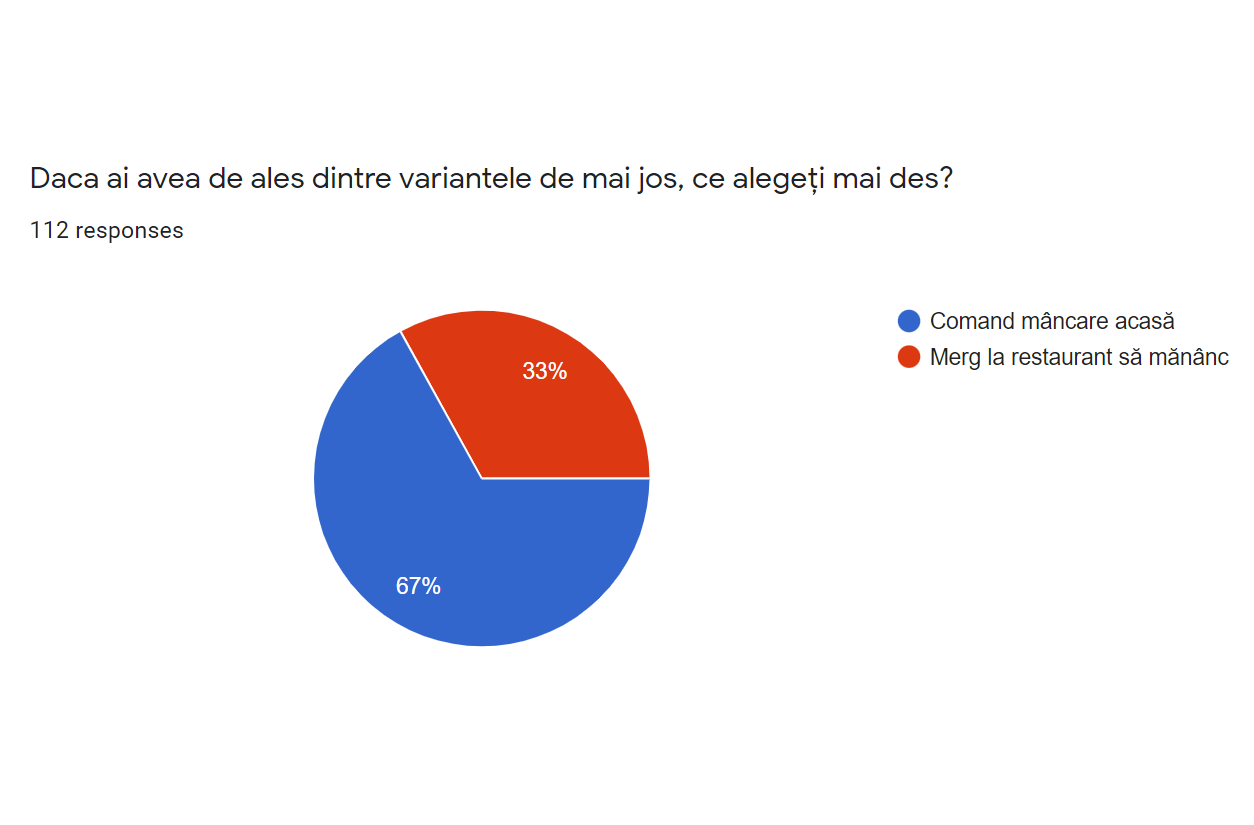 Daca ai avea de ales dintre variantele de mai jos, ce alegeți mai des?
112 responses
Comand mâncare acasă
Merg la restaurant să mănânc
33%
67%